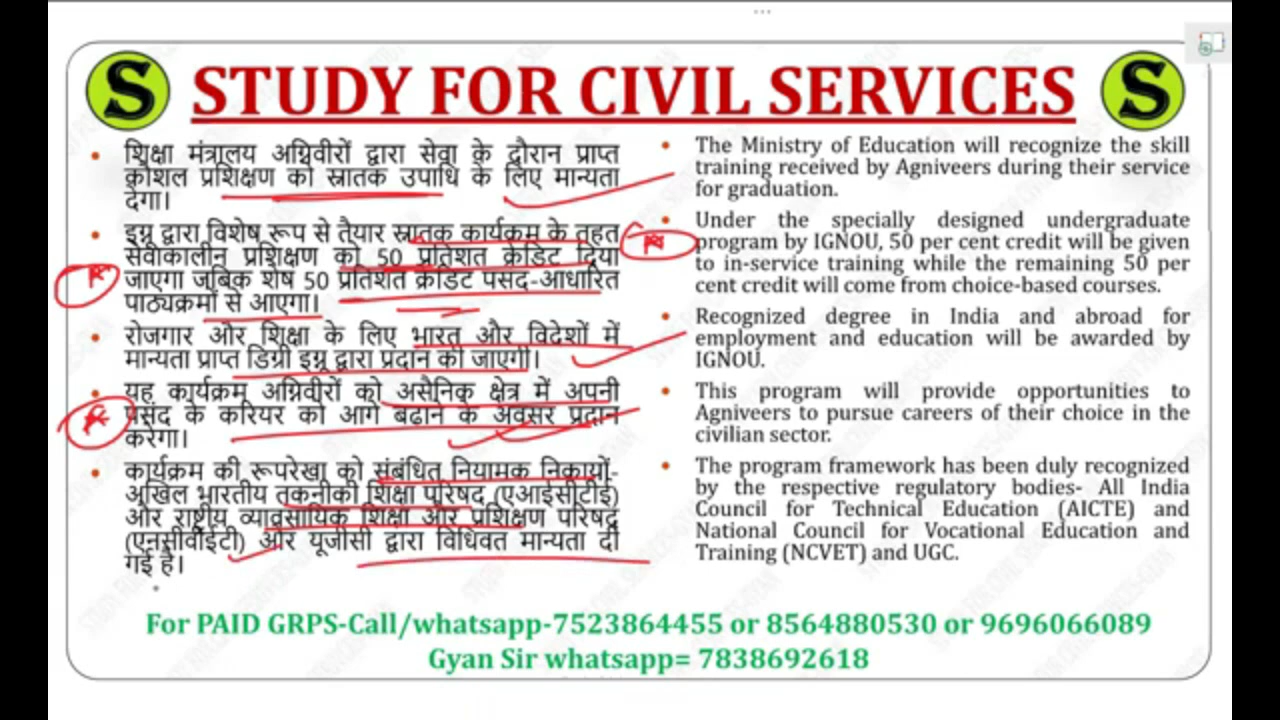 S STUDY FOR CIVIL SERVICES S
शिक्षा मंत्रालय अग्निवीरों द्वारा सेवा के दौरान प्राप्त
कौशल प्रशिक्षण को स्नातक उपाधि के लिए मान्यता
देगा।
इग्नू द्वारा विशेष रूप से तैयार स्नातक कार्यक्रम के तहत
सेवाकालीन प्रशिक्षण को 50 प्रतिशत क्रेडिट दिया
जाएगा जबकि शेष 50 प्रतिशत क्रेडिट पसंद-आधारित
पाठ्यक्रमों से आएगा।
रोजगार और शिक्षा के लिए भारत और विदेशों में
मान्यता प्राप्त डिग्री इग्नू द्वारा प्रदान की जाएगी।
यह कार्यक्रम अग्निवीरों को असैनिक क्षेत्र में अपनी
पसंद के करियर को आगे बढ़ाने के अवसर प्रदान
करेगा।
कार्यक्रम की रूपरेखा को संबंधित नियामक निकायों-
अखिल भारतीय तकनीकी शिक्षा परिषद (एआईसीटीई)
और राष्ट्रीय व्यावसायिक शिक्षा और प्रशिक्षण परिषद
(एनसीवीईटी) और यूजीसी द्वारा विधिवत मान्यता दी
गई है।
The Ministry of Education will recognize the skill
training received by Agniveers during their service
for graduation.
Under the specially designed undergraduate
program by IGNOU, 50 per cent credit will be given
to in-service training while the remaining 50 per
cent credit will come from choice-based courses.
Recognized degree in India and abroad for
employment and education will be awarded by
IGNOU.
This program will provide opportunities to
Agniveers to pursue careers of their choice in the
civilian sector.
The program framework has been duly recognized
by the respective regulatory bodies- All India
Council for Technical Education (AICTE) and
National Council for Vocational Education and
Training (NCVET) and UGC.
For PAID GRPS-Call/whatsapp-7523864455 or 8564880530 or 9696066089
Gyan Sir whatsapp= 7838692618